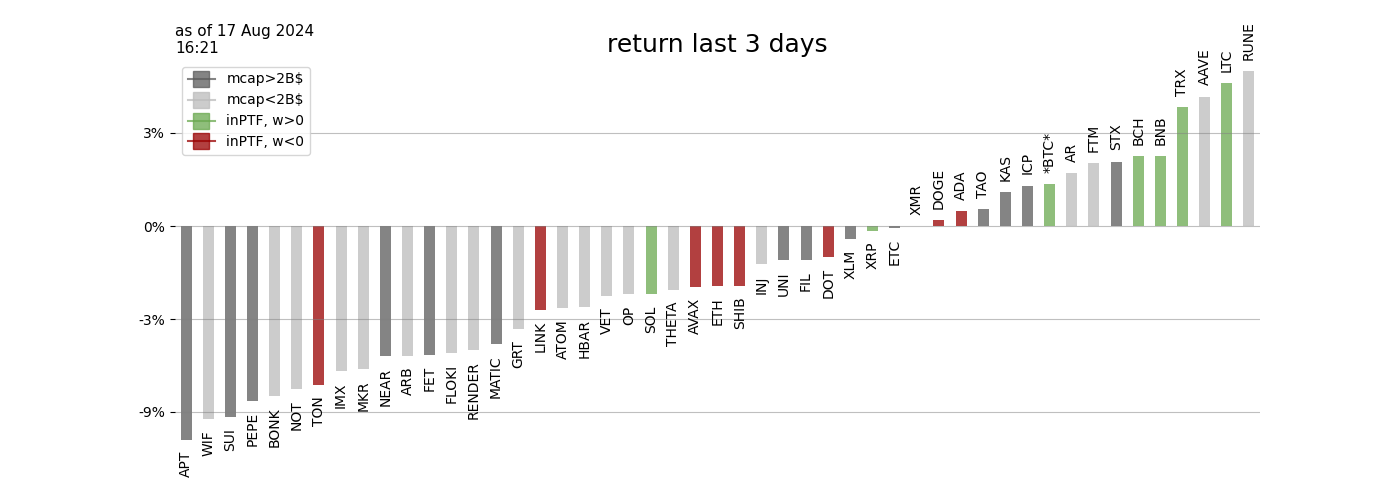 as of 17 Aug 2024
16:21
return last 3 days
mcap>2B$
mcap<2B$
inPTF, w>0
inPTF, w<0
3%
0%
-3%
-9%
APT
WIF
SUI
PEPE
BONK
NOT
TON
IMX
MKR
NEAR
ARB
FET
FLOKI
RENDER
MATIC
GRT
LINK
ATOM
HBAR
VET
OP
SOL
THETA
AVAX
ETH
SHIB
INJ
UNI
FIL
DOT
XLM
XRP
ETC
XMR
DOGE
ADA
TAO
KAS
ICP
*BTC*
AR
FTM
STX
BCH
BNB
TRX
AAVE
LTC
RUNE